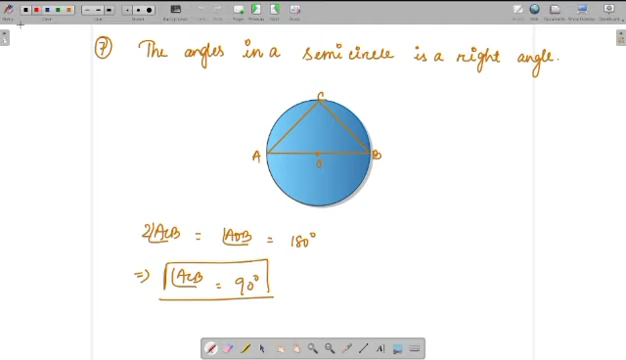 7 The angles in a semicircle is a right angle.
C
A B
O
2∠ACB = ∠AOB = 180°
⇒ ∠ACB = 90°